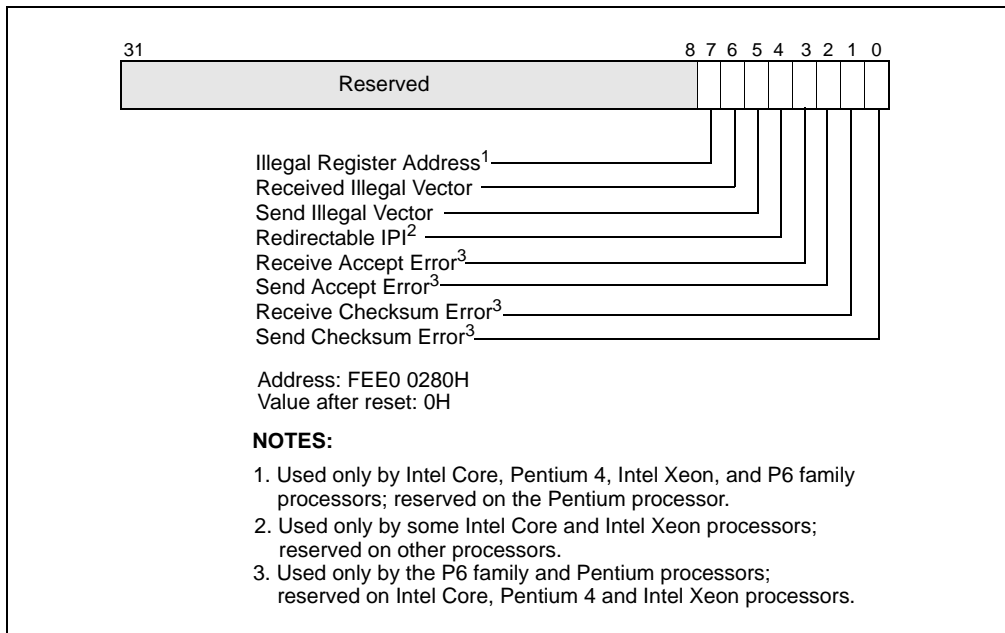 31 8 7 6 5 4 3 2 1 0
Reserved
Illegal Register Address1
Received Illegal Vector
Send Illegal Vector
Redirectable IPI2
Receive Accept Error3
Send Accept Error3
Receive Checksum Error3
Send Checksum Error3
Address: FEE0 0280H
Value after reset: 0H
NOTES:
1. Used only by Intel Core, Pentium 4, Intel Xeon, and P6 family
processors; reserved on the Pentium processor.
2. Used only by some Intel Core and Intel Xeon processors;
reserved on other processors.
3. Used only by the P6 family and Pentium processors;
reserved on Intel Core, Pentium 4 and Intel Xeon processors.